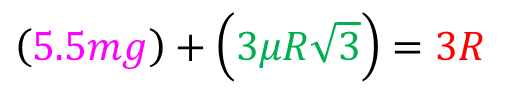 (5.5mg) + (3μR√3) = 3R